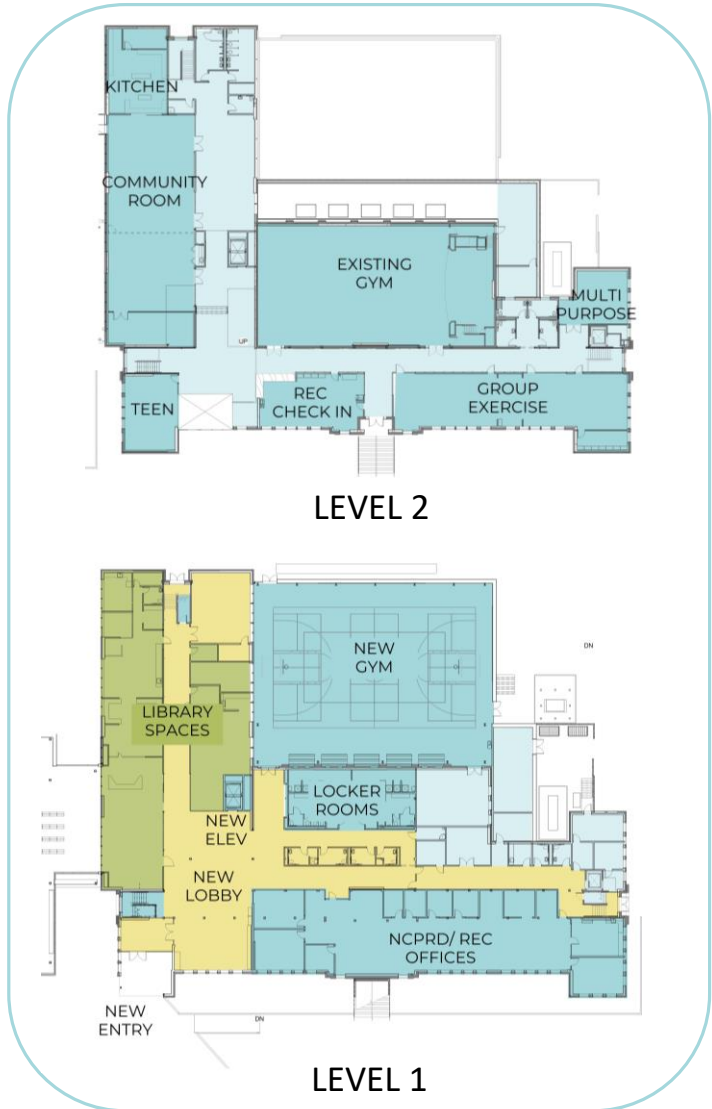 KITCHEN
COMMUNITY
ROOM
EXISTING
GYM
MULTI
PURPOSE
UP
TEEN
REC
CHECK IN
GROUP
EXERCISE
LEVEL 2
NEW
GYM
DN
LIBRARY
SPACES
LOCKER
ROOMS
NEW
ELEV
NEW
LOBBY
NCPRD/ REC
OFFICES
NEW
ENTRY
DN
LEVEL 1